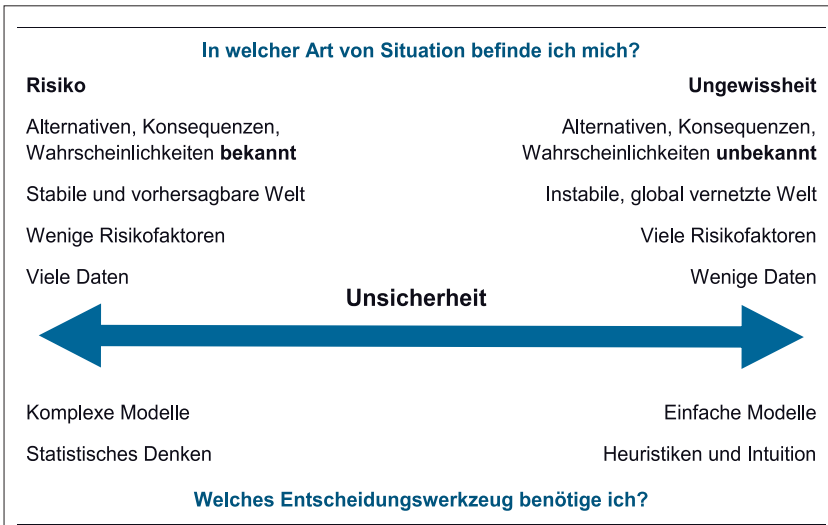 In welcher Art von Situation befinde ich mich?
Risiko
Ungewissheit
Alternativen, Konsequenzen,
Wahrscheinlichkeiten bekannt
Alternativen, Konsequenzen,
Wahrscheinlichkeiten unbekannt
Stabile und vorhersagbare Welt
Instabile, global vernetzte Welt
Wenige Risikofaktoren
Viele Risikofaktoren
Viele Daten
Wenige Daten
Unsicherheit
Komplexe Modelle
Einfache Modelle
Statistisches Denken
Heuristiken und Intuition
Welches Entscheidungswerkzeug benötige ich?